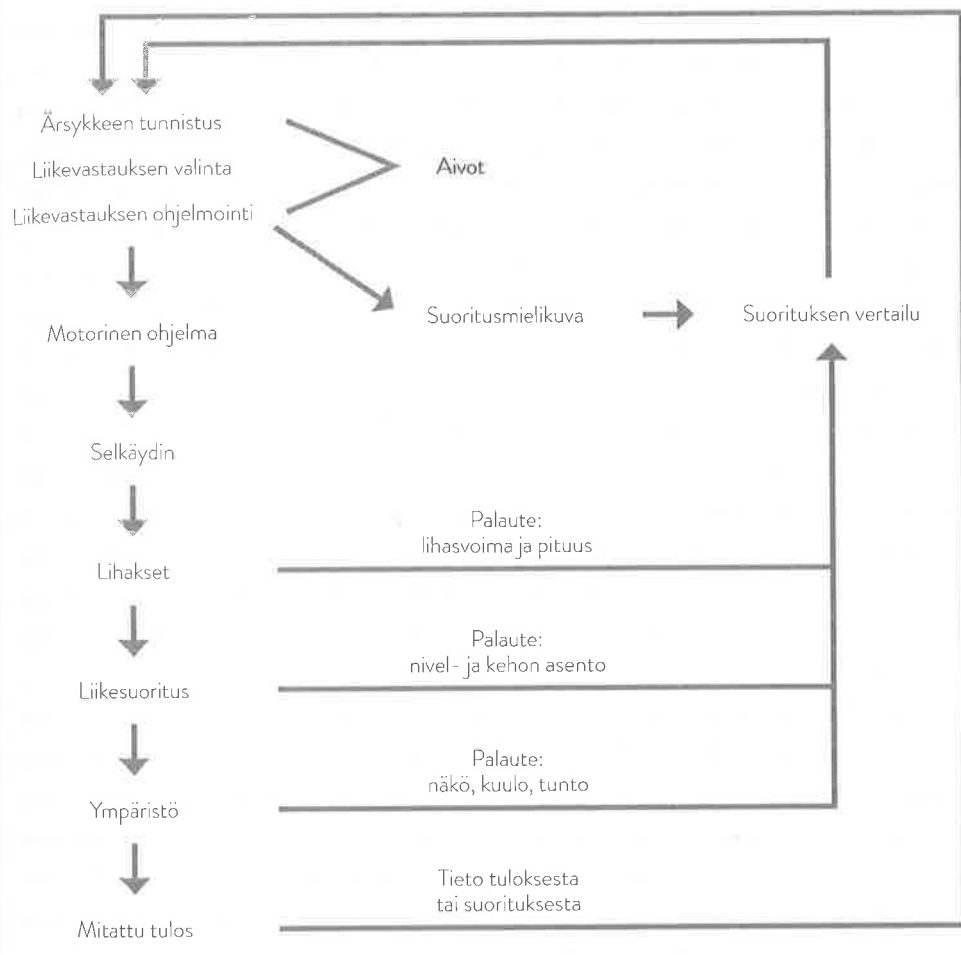 Ärsykkeen tunnistus
Liikevastauksen valinta
Aivot
Liikevastauksen ohjelmointi
Suoritusmielikuva
Suorituksen vertailu
Motorinen ohjelma
Selkäydin
Palaute:
lihasvoima ja pituus
Lihakset
Palaute:
nivel- ja kehon asento
Liikesuoritus
Palaute:
näkö, kuulo, tunto
Ympäristö
Tieto tuloksesta
tai suorituksesta
Mitattu tulos